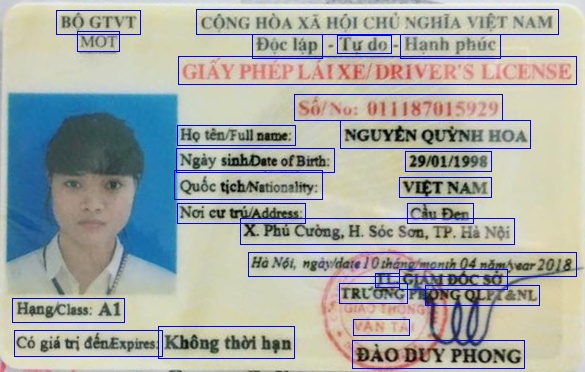 BỘ GTVT
MOT
CỘNG HÒA XÃ HỘI CHỦ NGHĨA VIỆT NAM
Độc lập - Tự do - Hạnh phúc
GIẤY PHÉP LÁI XE/DRIVER'S LICENSE
Số/No: 011187015929
Họ tên/Full name: NGUYỄN QUỲNH HOA
Ngày sinh/Date of Birth: 29/01/1998
Quốc tịch/Nationality: VIỆT NAM
Nơi cư trú/Address: Cầu Đen
X. Phú Cường, H. Sóc Sơn, TP. Hà Nội
Hà Nội, ngày/date 10 tháng/month 04 năm/year 2018
TL. GIÁM ĐỐC SỞ
TRƯỞNG PHÒNG QLPT&NL
GIAO THÔNG
VẬN TẢI
Hạng/Class: A1
Có giá trị đến/Expires: Không thời hạn
ĐÀO DUY PHONG